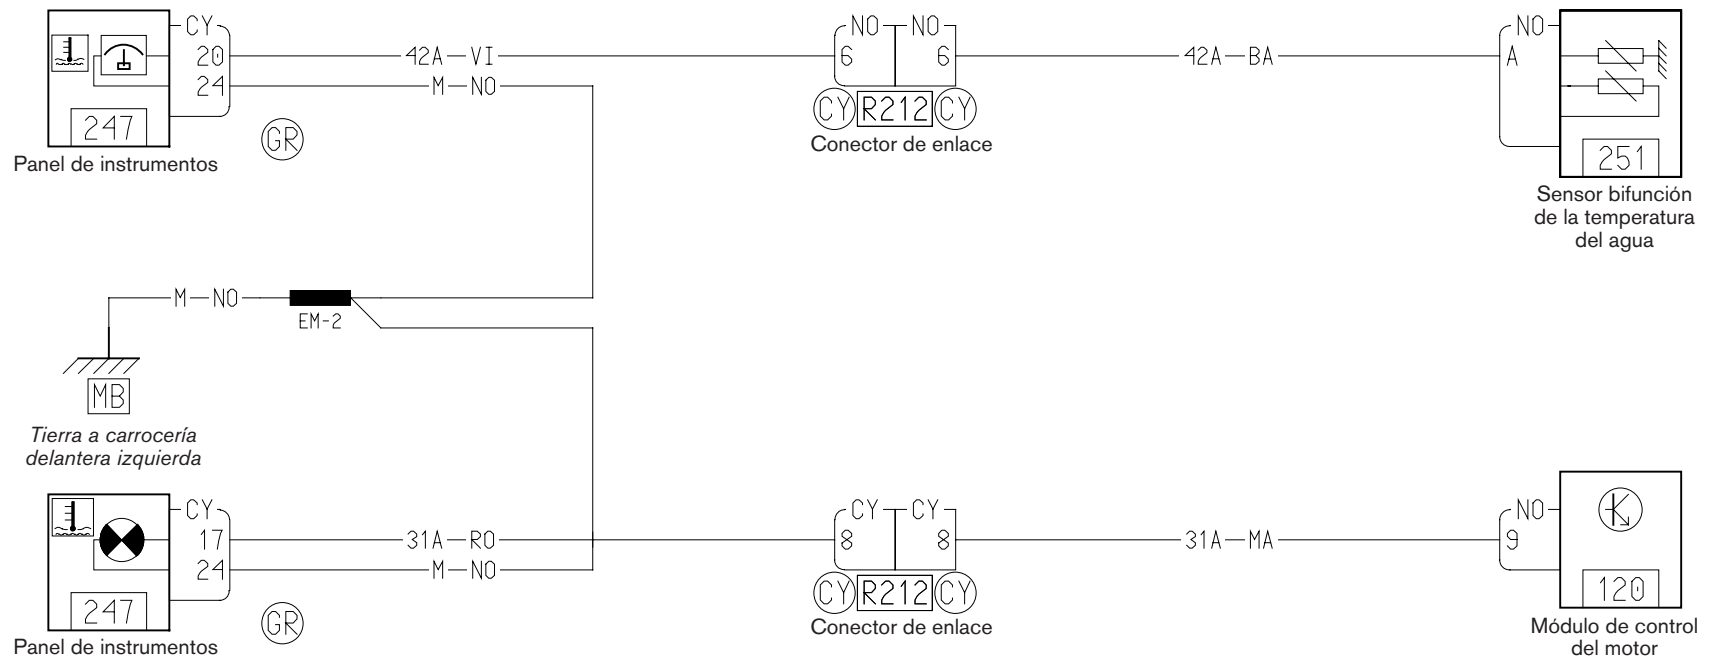 CY
20
24
247
Panel de instrumentos
GR
42A VI
M NO
NO NO
6 6
CY R212 CY
Conector de enlace
42A BA
NO
A
251
Sensor bifunción
de la temperatura
del agua
M NO
EM-2
MB
Tierra a carrocería
delantera izquierda
CY
17
24
247
Panel de instrumentos
GR
31A RO
M NO
CY CY
8 8
CY R212 CY
Conector de enlace
31A MA
NO
9
120
Módulo de control
del motor